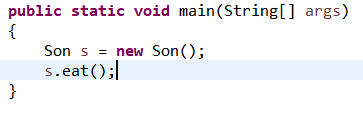 public static void main(String[] args)
{
    Son s = new Son();
    s.eat();
}